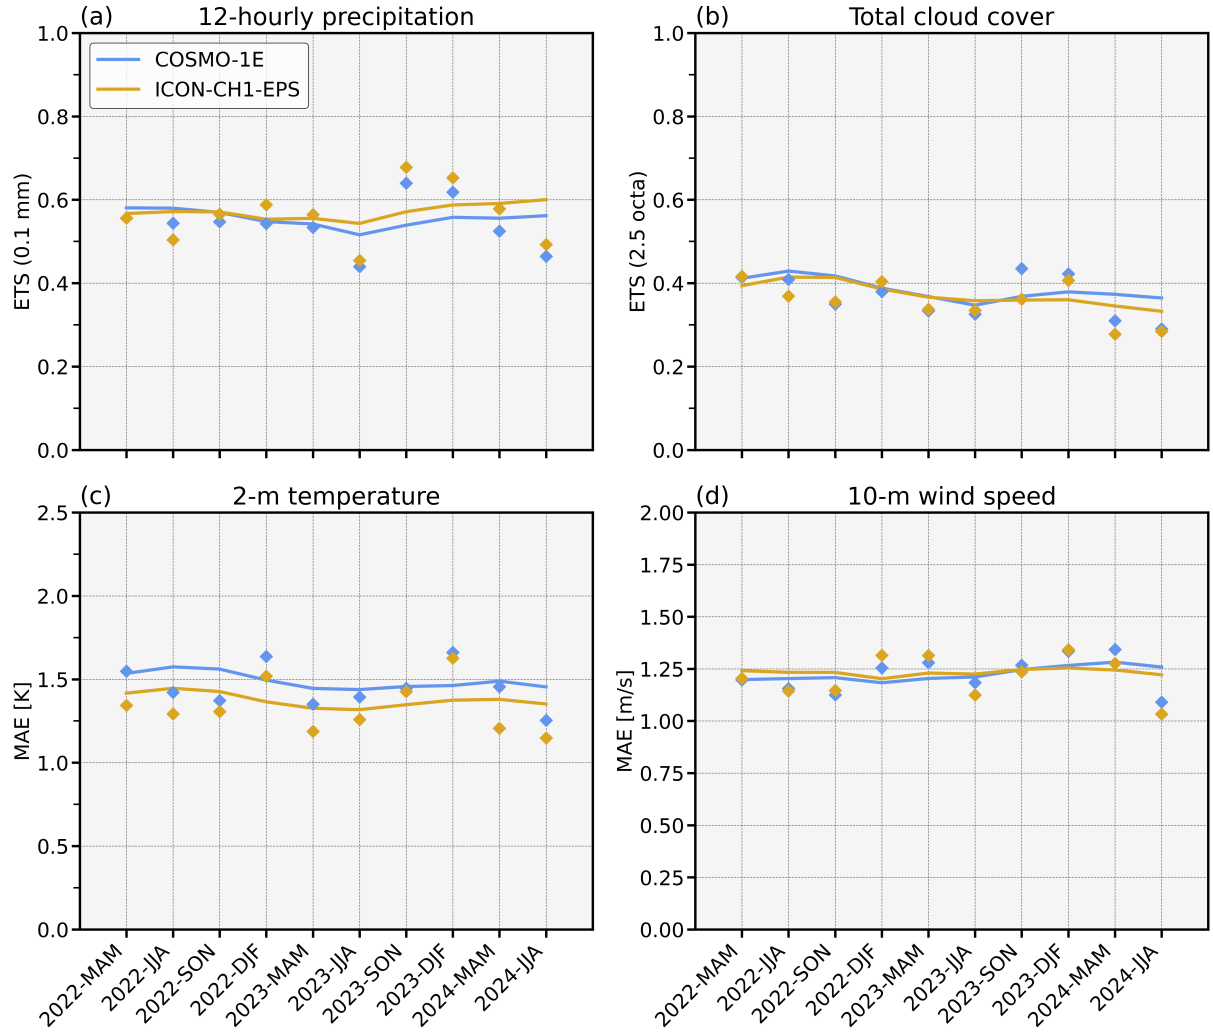 (a) 12-hourly precipitation
1.0
0.8
0.6
0.4
0.2
0.0
ETS (0.1 mm)
COSMO-1E
ICON-CH1-EPS
(b) Total cloud cover
1.0
0.8
0.6
0.4
0.2
0.0
ETS (2.5 octa)
(c) 2-m temperature
2.5
2.0
1.5
1.0
0.5
0.0
MAE [K]
2022-MAM
2022-JJA
2022-SON
2022-DJF
2023-MAM
2023-JJA
2023-SON
2023-DJF
2024-MAM
2024-JJA
(d) 10-m wind speed
2.00
1.75
1.50
1.25
1.00
0.75
0.50
0.25
0.00
MAE [m/s]
2022-MAM
2022-JJA
2022-SON
2022-DJF
2023-MAM
2023-JJA
2023-SON
2023-DJF
2024-MAM
2024-JJA